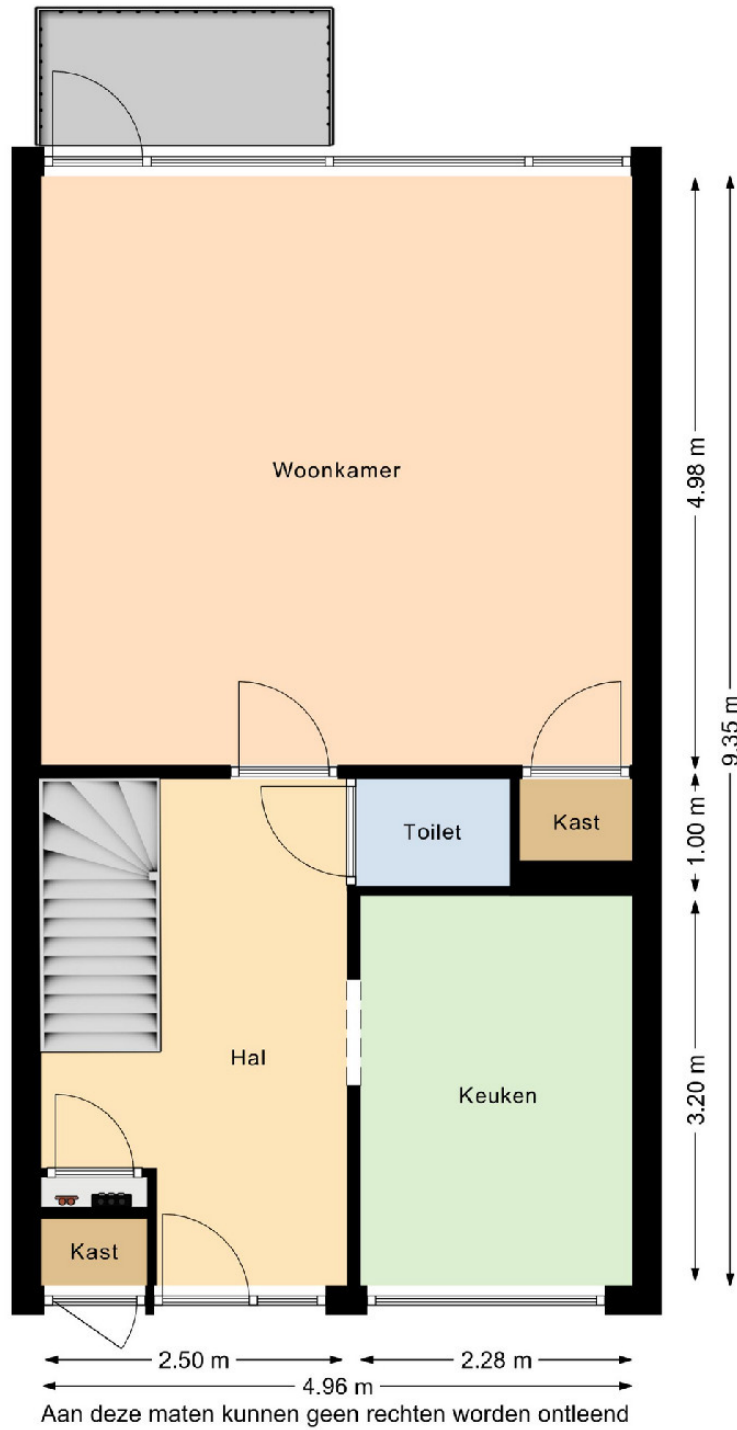 Woonkamer
4.98 m
9.35 m
Toilet
Kast
1.00 m
Hal
Keuken
3.20 m
Kast
2.50 m
2.28 m
4.96 m
Aan deze maten kunnen geen rechten worden ontleend